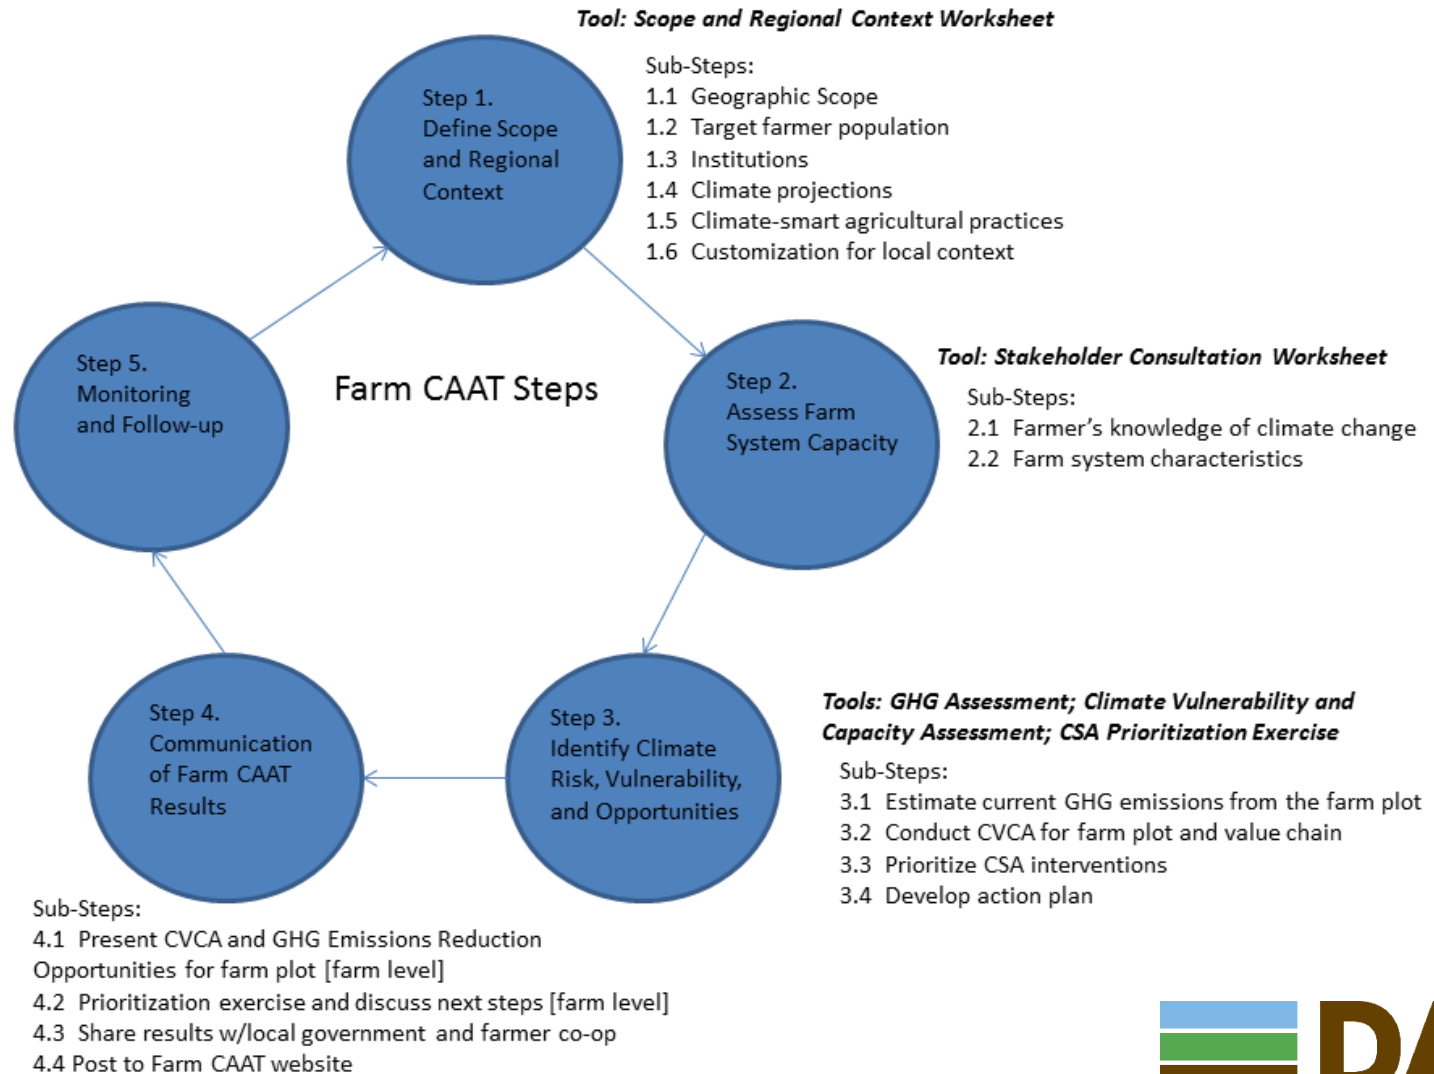 Tool: Scope and Regional Context Worksheet
Sub-Steps:
1.1 Geographic Scope
1.2 Target farmer population
1.3 Institutions
1.4 Climate projections
1.5 Climate-smart agricultural practices
1.6 Customization for local context
Step 1.
Define Scope
and Regional
Context
Farm CAAT Steps
Tool: Stakeholder Consultation Worksheet
Sub-Steps:
2.1 Farmer’s knowledge of climate change
2.2 Farm system characteristics
Step 2.
Assess Farm
System Capacity
Tools: GHG Assessment; Climate Vulnerability and
Capacity Assessment; CSA Prioritization Exercise
Sub-Steps:
3.1 Estimate current GHG emissions from the farm plot
3.2 Conduct CVCA for farm plot and value chain
3.3 Prioritize CSA interventions
3.4 Develop action plan
Step 3.
Identify Climate
Risk, Vulnerability,
and Opportunities
Step 4.
Communication
of Farm CAAT
Results
Sub-Steps:
4.1 Present CVCA and GHG Emissions Reduction
Opportunities for farm plot [farm level]
4.2 Prioritization exercise and discuss next steps [farm level]
4.3 Share results w/local government and farmer co-op
4.4 Post to Farm CAAT website
Step 5.
Monitoring
and Follow-up